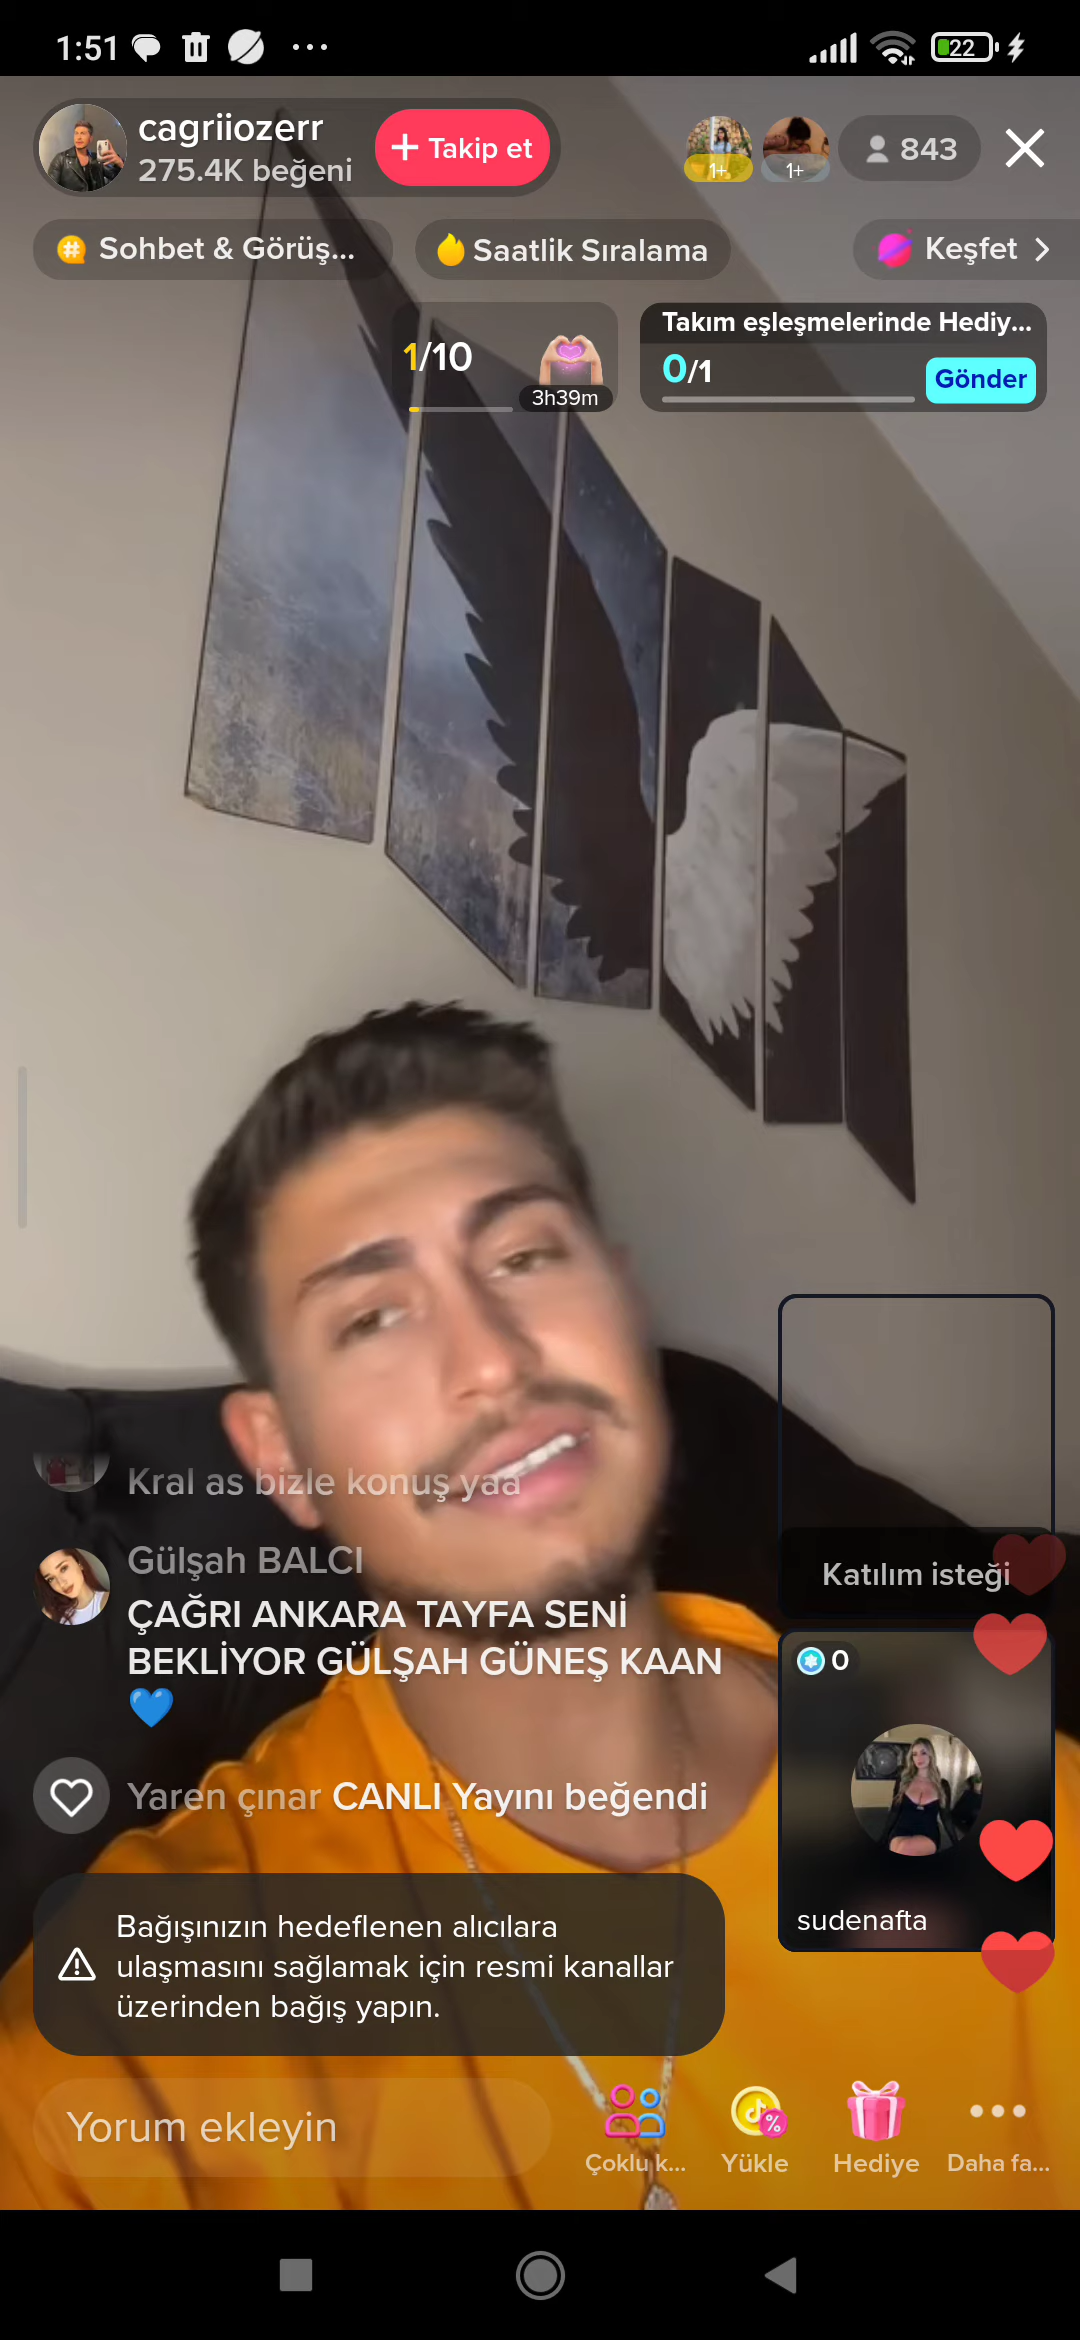 1:51
22
cagriiozerr
275.4K beğeni
+ Takip et
1+
1+
843
Sohbet & Görüş...
Saatlik Sıralama
Keşfet
1/10
3h39m
Takım eşleşmelerinde Hediy...
0/1
Gönder
Kral as bizle konuş yaa
Gülşah BALCI
ÇAĞRI ANKARA TAYFA SENİ
BEKLİYOR GÜLŞAH GÜNEŞ KAAN
💙
Yaren çınar CANLI Yayını beğendi
Katılım isteği
0
sudenafta
Bağışınızın hedeflenen alıcılara
ulaşmasını sağlamak için resmi kanallar
üzerinden bağış yapın.
Yorum ekleyin
Çoklu k...
Yükle
Hediye
Daha fa...